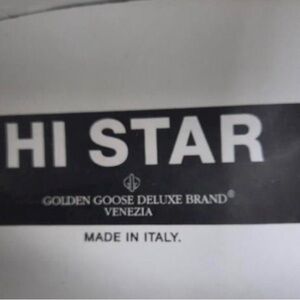 HI STAR
GOLDEN GOOSE DELUXE BRAND®
VENEZIA
MADE IN ITALY.